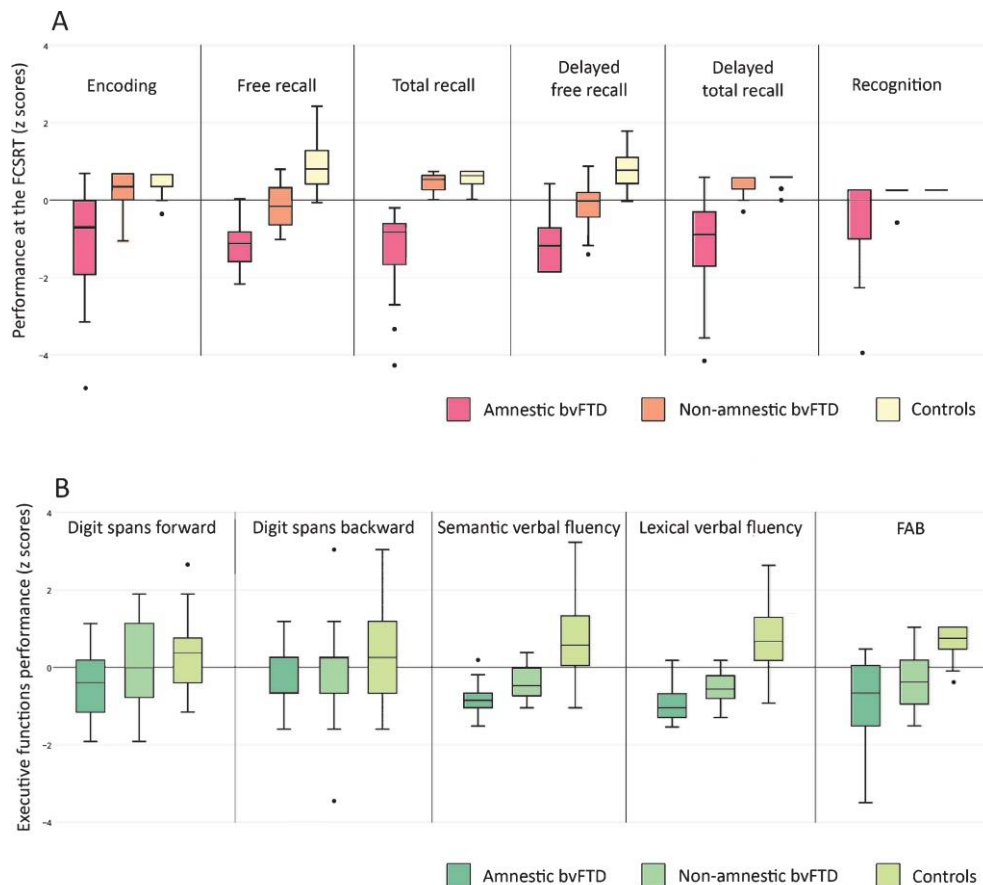 A
Performance at the FCSRT (z scores)
4
2
0
−2
−4
Encoding
Free recall
Total recall
Delayed
free recall
Delayed
total recall
Recognition
Amnestic bvFTD
Non-amnestic bvFTD
Controls
B
Executive functions performance (z scores)
4
2
0
−2
−4
Digit spans forward
Digit spans backward
Semantic verbal fluency
Lexical verbal fluency
FAB
Amnestic bvFTD
Non-amnestic bvFTD
Controls